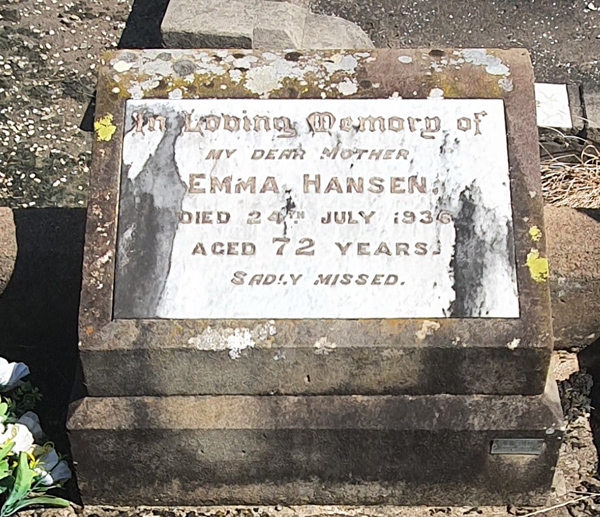 In Loving Memory of
MY DEAR MOTHER,
EMMA HANSEN,
DIED 24TH JULY 1936
AGED 72 YEARS.
SADLY MISSED.